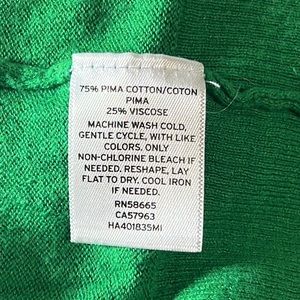 75% PIMA COTTON/COTON
PIMA
25% VISCOSE
MACHINE WASH COLD,
GENTLE CYCLE, WITH LIKE
COLORS. ONLY
NON-CHLORINE BLEACH IF
NEEDED. RESHAPE, LAY
FLAT TO DRY. COOL IRON
IF NEEDED.
RN58665
CA57963
HA401835MI